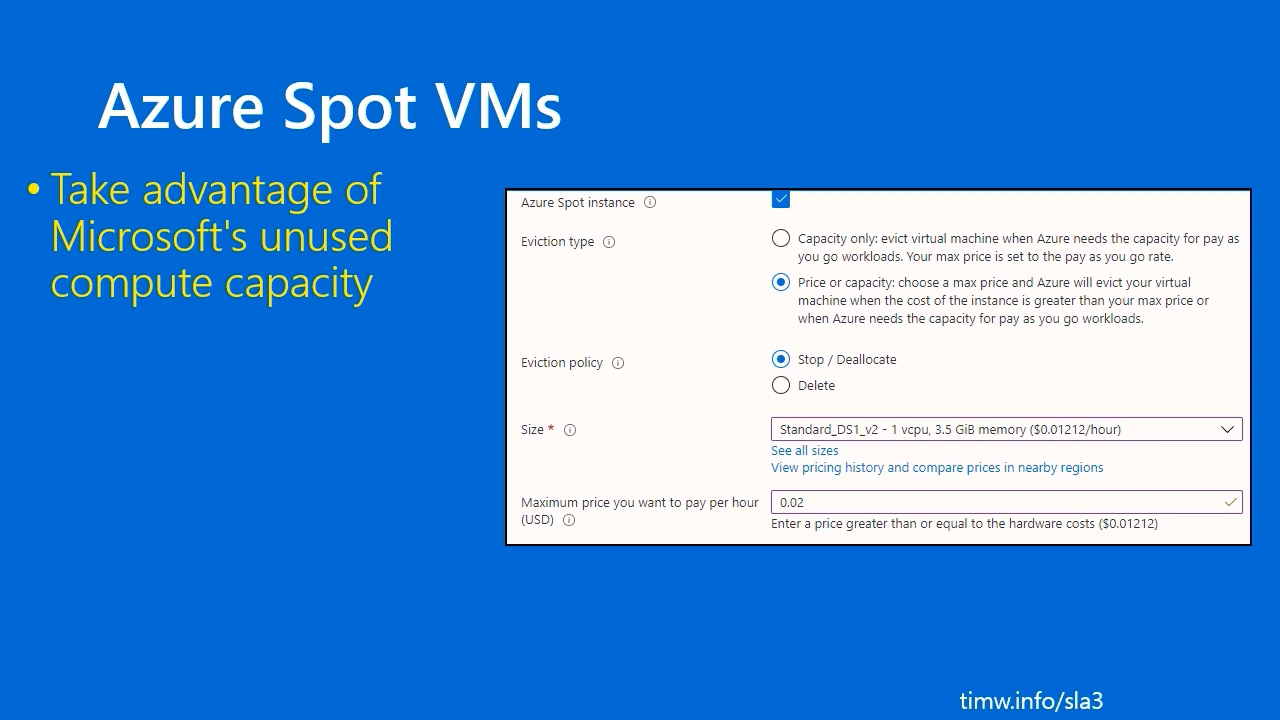 Azure Spot VMs
• Take advantage of
Microsoft's unused
compute capacity
Azure Spot instance
Eviction type
Capacity only: evict virtual machine when Azure needs the capacity for pay as
you go workloads. Your max price is set to the pay as you go rate.
Price or capacity: choose a max price and Azure will evict your virtual
machine when the cost of the instance is greater than your max price or
when Azure needs the capacity for pay as you go workloads.
Eviction policy
Stop / Deallocate
Delete
Size *
Standard_DS1_v2 - 1 vcpu, 3.5 GiB memory ($0.01212/hour)
See all sizes
View pricing history and compare prices in nearby regions
Maximum price you want to pay per hour
(USD)
0.02
Enter a price greater than or equal to the hardware costs ($0.01212)
timw.info/sla3